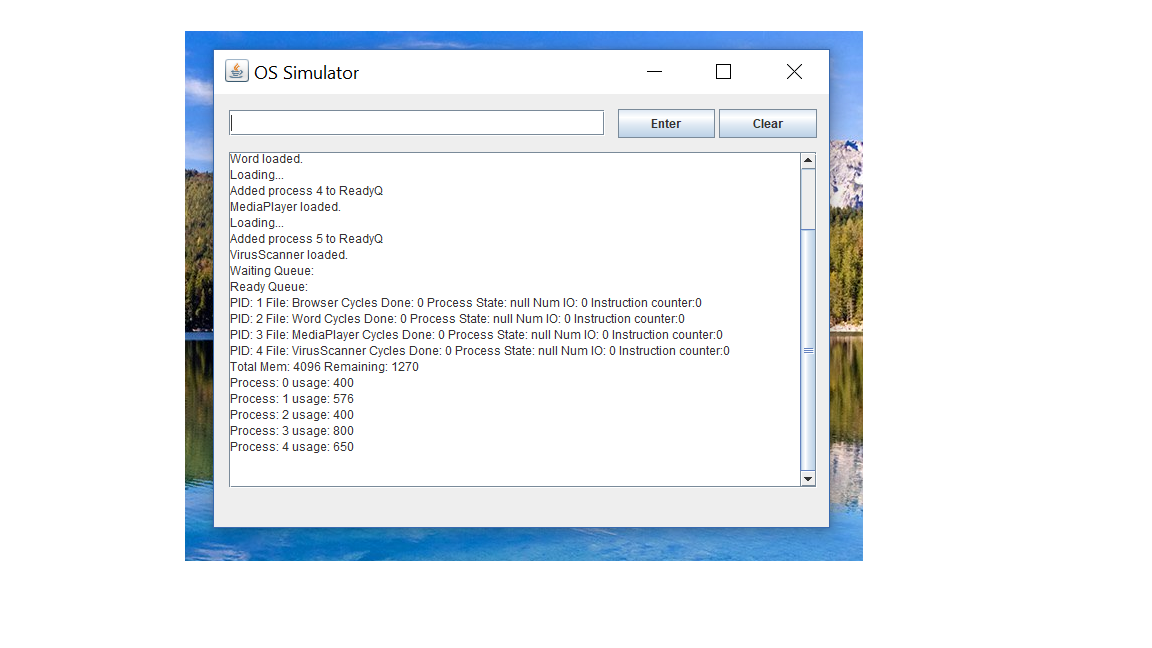 OS Simulator
Enter Clear
Word loaded.
Loading...
Added process 4 to ReadyQ
MediaPlayer loaded.
Loading...
Added process 5 to ReadyQ
VirusScanner loaded.
Waiting Queue:
Ready Queue:
PID: 1 File: Browser Cycles Done: 0 Process State: null Num IO: 0 Instruction counter:0
PID: 2 File: Word Cycles Done: 0 Process State: null Num IO: 0 Instruction counter:0
PID: 3 File: MediaPlayer Cycles Done: 0 Process State: null Num IO: 0 Instruction counter:0
PID: 4 File: VirusScanner Cycles Done: 0 Process State: null Num IO: 0 Instruction counter:0
Total Mem: 4096 Remaining: 1270
Process: 0 usage: 400
Process: 1 usage: 576
Process: 2 usage: 400
Process: 3 usage: 800
Process: 4 usage: 650